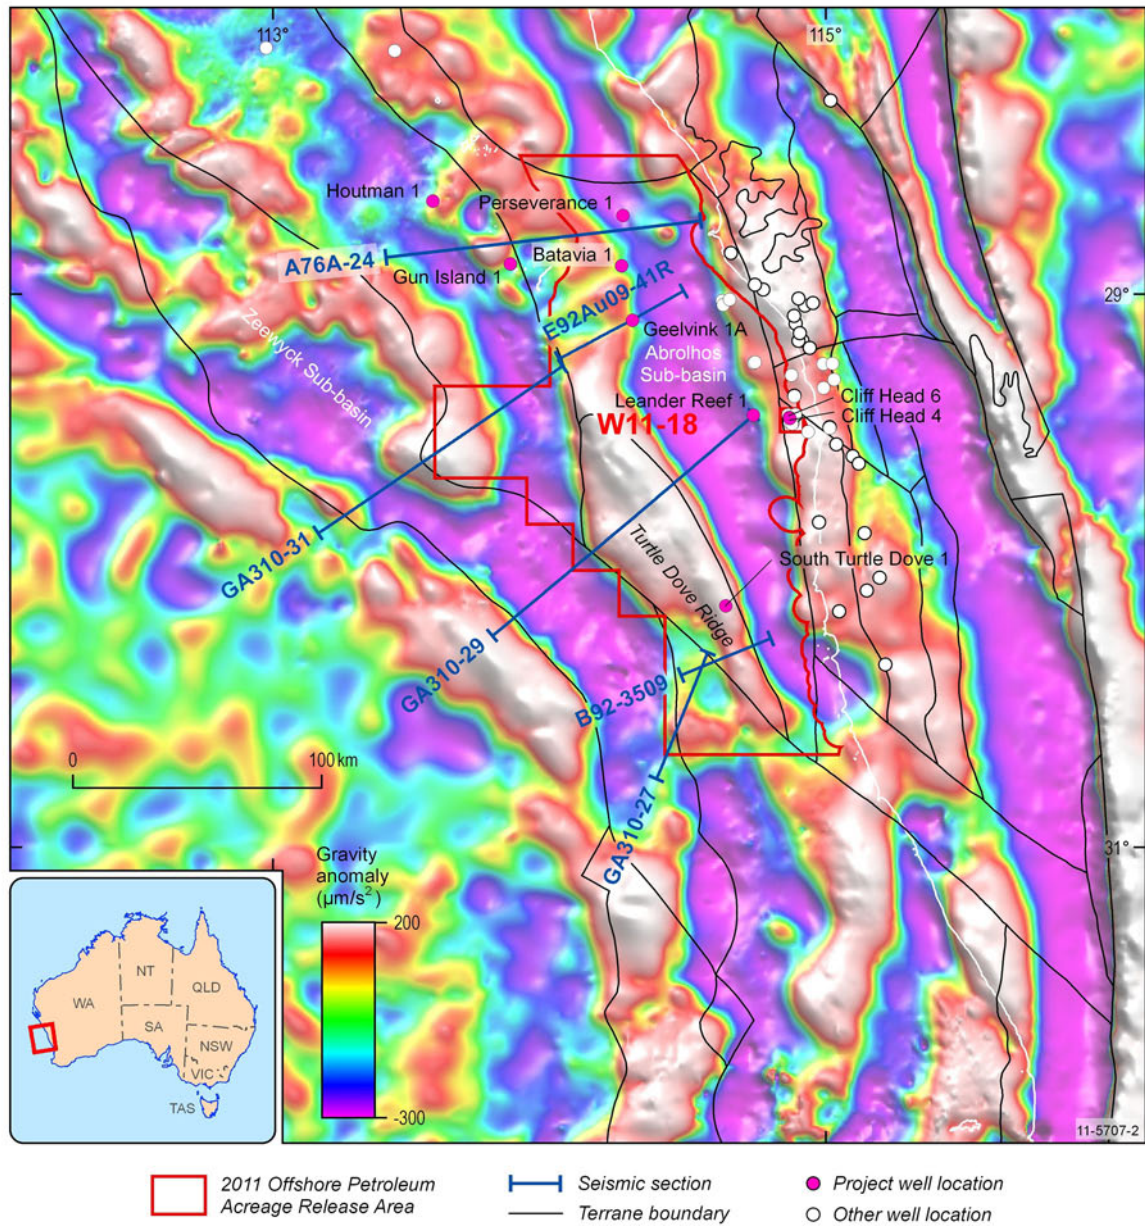 113°
115°
Houtman 1
Perseverance 1
A76A-24
Gun Island 1
Batavia 1
E92Au09-41R
29°
Zeewyck Sub-basin
Geelvink 1A
Abrolhos
Sub-basin
Leander Reef 1
Cliff Head 6
Cliff Head 4
W11-18
GA310-31
Turtle Dove Ridge
South Turtle Dove 1
GA310-29
B92-3509
0
100 km
GA310-27
31°
Gravity
anomaly
(µm/s²)
200
-300
NT
QLD
WA
SA
NSW
VIC
TAS
11-5707-2
2011 Offshore Petroleum
Acreage Release Area
Seismic section
Terrane boundary
Project well location
Other well location